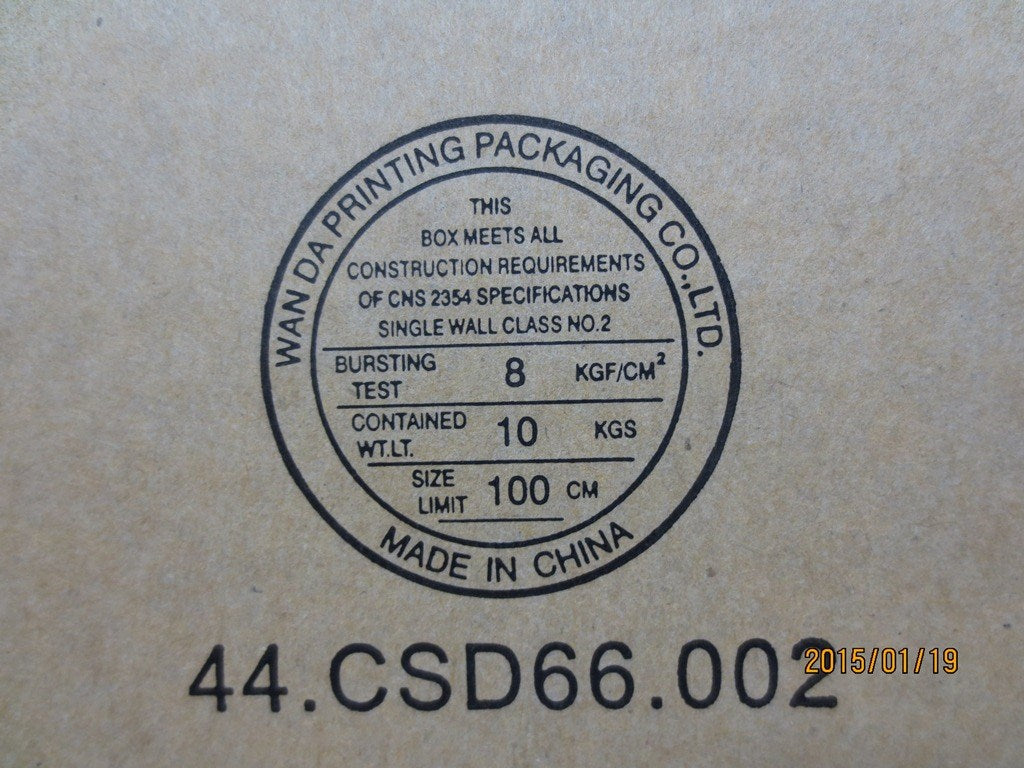 WAN DA PRINTING PACKAGING CO.,LTD.
THIS
BOX MEETS ALL
CONSTRUCTION REQUIREMENTS
OF CNS 2354 SPECIFICATIONS
SINGLE WALL CLASS NO.2
BURSTING TEST 8 KGF/CM²
CONTAINED WT.LT. 10 KGS
SIZE LIMIT 100 CM
MADE IN CHINA
44.CSD66.002
2015/01/19